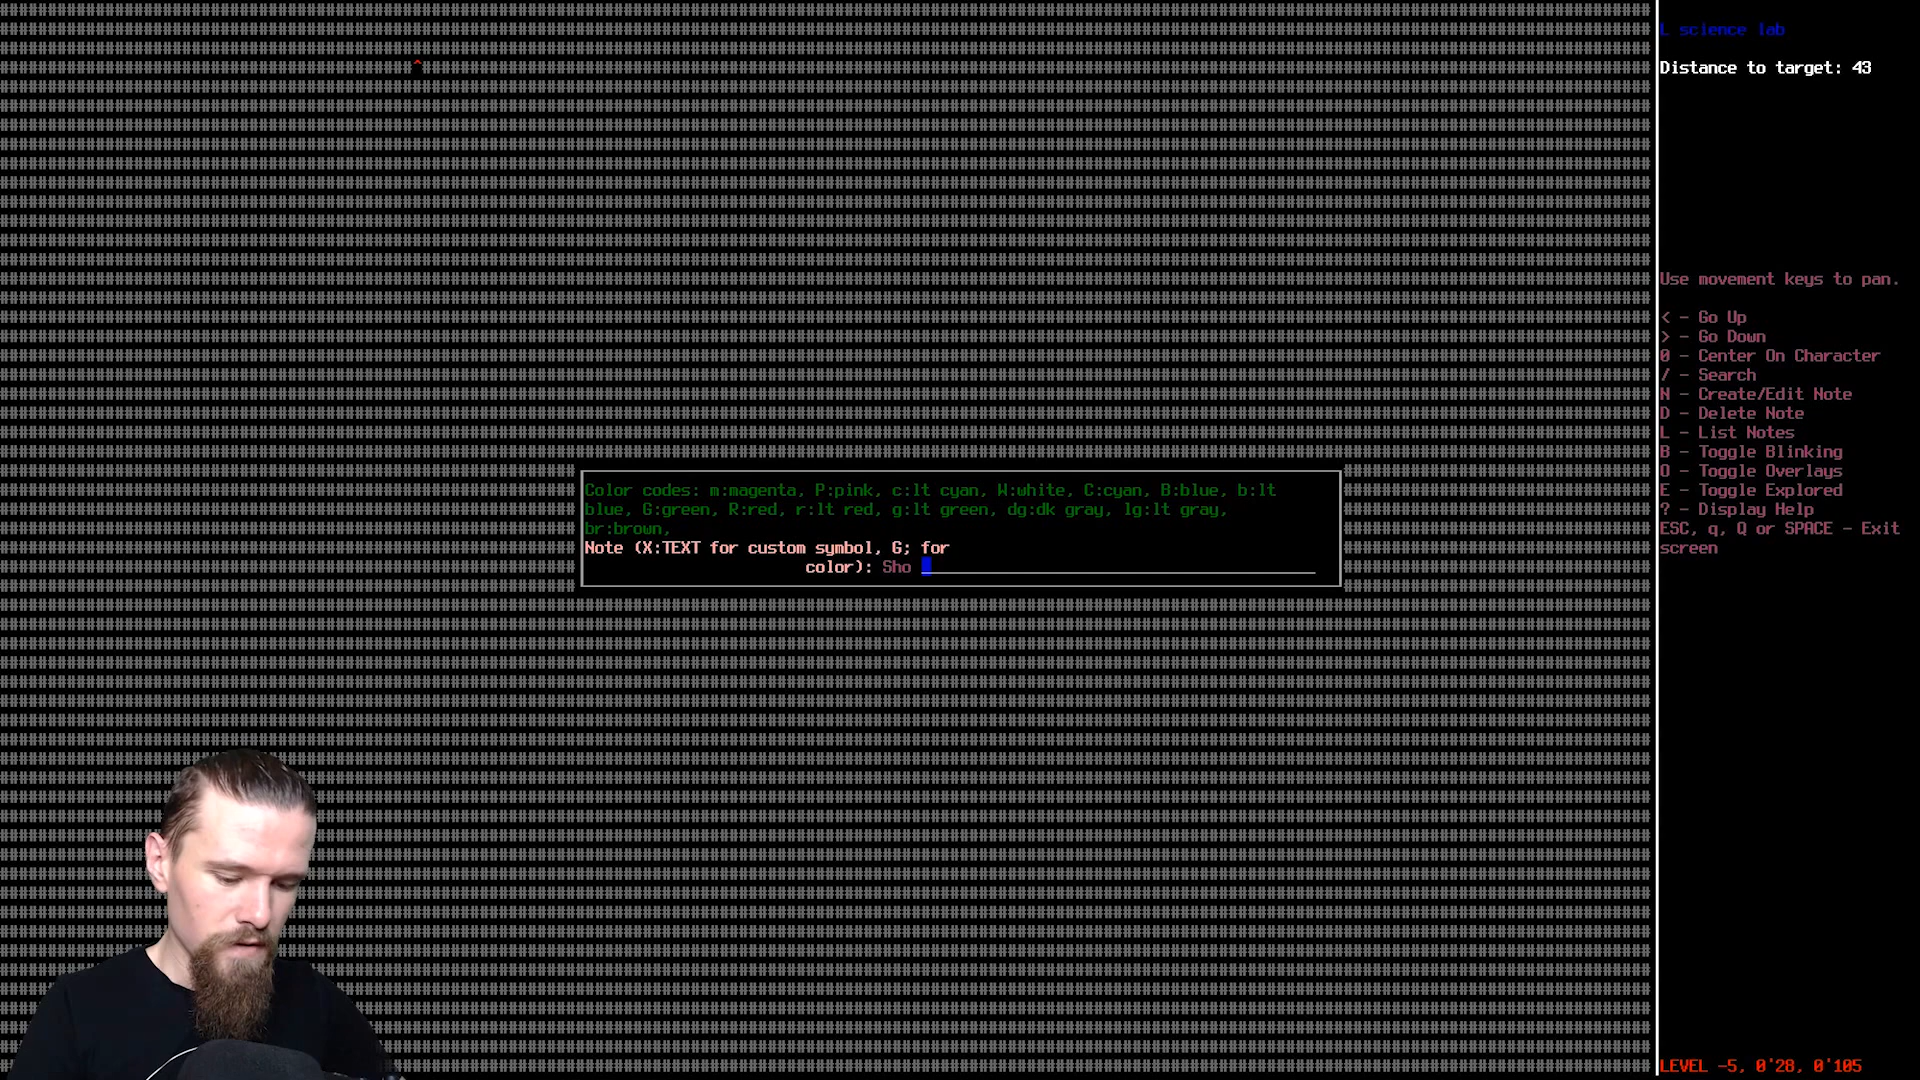 L science lab
Distance to target: 43
^
Use movement keys to pan.
< - Go Up
> - Go Down
0 - Center On Character
/ - Search
N - Create/Edit Note
D - Delete Note
L - List Notes
B - Toggle Blinking
O - Toggle Overlays
E - Toggle Explored
? - Display Help
ESC, q, Q or SPACE - Exit
screen
Color codes: m:magenta, P:pink, c:lt cyan, W:white, C:cyan, B:blue, b:lt
blue, G:green, R:red, r:lt red, g:lt green, dg:dk gray, lg:lt gray,
br:brown,
Note (X:TEXT for custom symbol, G; for
color): Sho
LEVEL -5, 0'28, 0'105